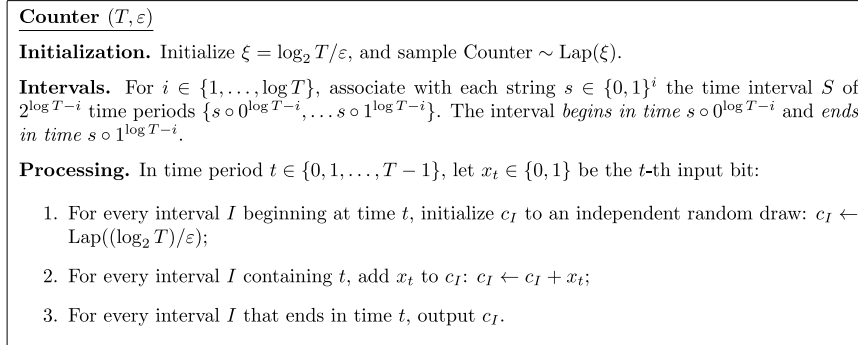 Counter (T, ε)
Initialization. Initialize ξ = log₂ T/ε, and sample Counter ∼ Lap(ξ).
Intervals. For i ∈ {1, . . . , log T}, associate with each string s ∈ {0, 1}ⁱ the time interval S of
2^{log T−i} time periods {s ∘ 0^{log T−i}, . . . s ∘ 1^{log T−i}}. The interval begins in time s ∘ 0^{log T−i} and ends
in time s ∘ 1^{log T−i}.
Processing. In time period t ∈ {0, 1, . . . , T − 1}, let x_t ∈ {0, 1} be the t-th input bit:
1. For every interval I beginning at time t, initialize c_I to an independent random draw: c_I ←
Lap((log₂ T)/ε);
2. For every interval I containing t, add x_t to c_I: c_I ← c_I + x_t;
3. For every interval I that ends in time t, output c_I.